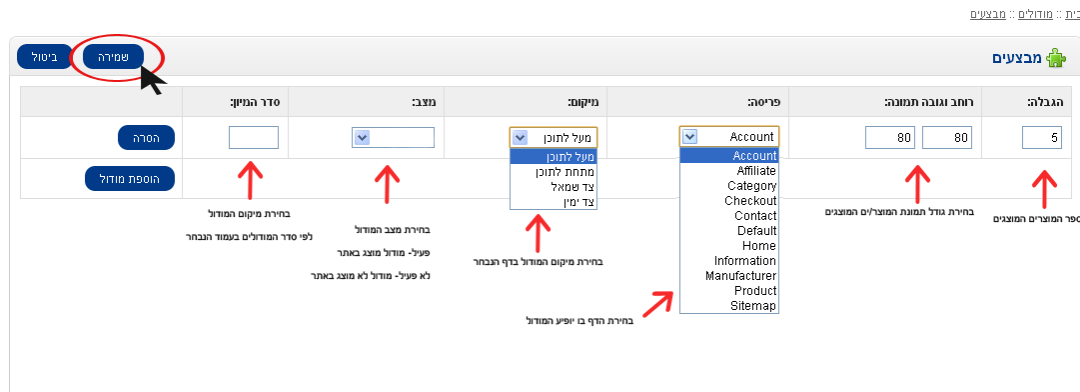 בית :: מודולים :: מבצעים
מבצעים
שמירה
ביטול
הגבלה:
רוחב וגובה תמונה:
פריסה:
מיקום:
מצב:
סדר המיון:
5
80 80
Account
מעל לתוכן
הסרה
הוספת מודול
Account
Affiliate
Category
Checkout
Contact
Default
Home
Information
Manufacturer
Product
Sitemap
מעל לתוכן
מתחת לתוכן
צד שמאל
צד ימין
ספר המוצרים המוצגים
בחירת גודל תמונת המוצר/ים המוצגים
בחירת הדף בו יופיע המודול
בחירת מיקום המודול בדף הנבחר
בחירת מצב המודול
פעיל- מודול מוצג באתר
לא פעיל- מודול לא מוצג באתר
בחירת מיקום המודול
לפי סדר המודולים בעמוד הנבחר